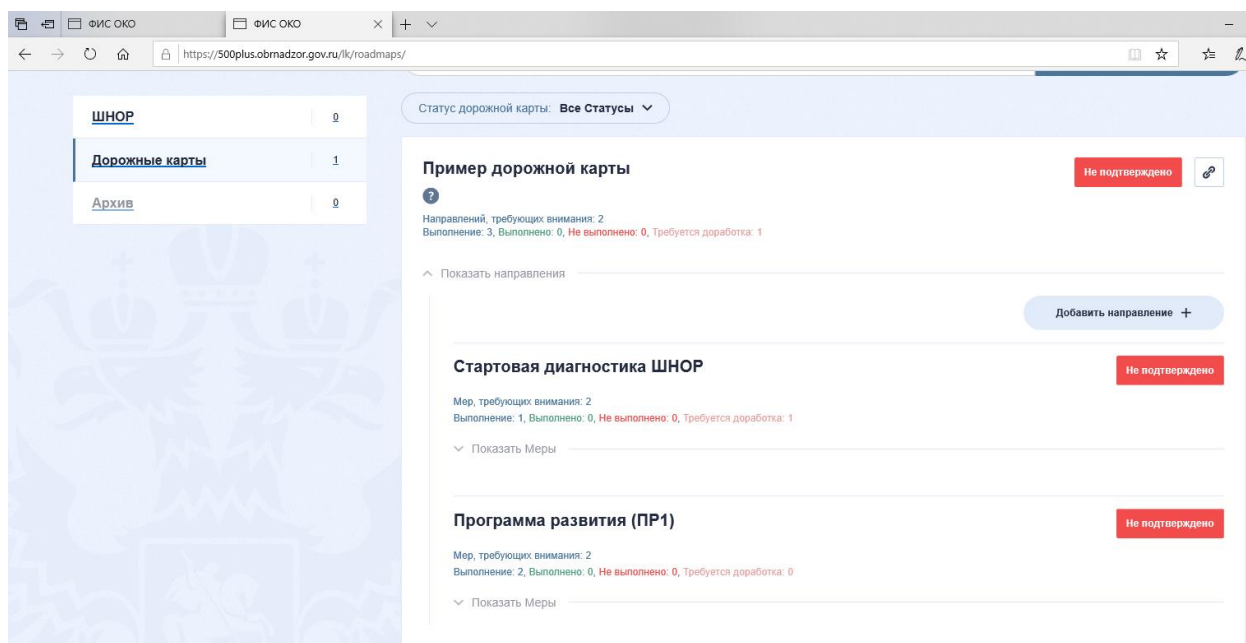 ФИС ОКО
ФИС ОКО
https://500plus.obrnadzor.gov.ru/lk/roadmaps/
ШНОР 0
Дорожные карты 1
Архив 0
Статус дорожной карты: Все Статусы
Пример дорожной карты
Не подтверждено
?
Направлений, требующих внимания: 2
Выполнение: 3, Выполнено: 0, Не выполнено: 0, Требуется доработка: 1
Показать направления
Добавить направление +
Стартовая диагностика ШНОР
Не подтверждено
Мер, требующих внимания: 2
Выполнение: 1, Выполнено: 0, Не выполнено: 0, Требуется доработка: 1
Показать Меры
Программа развития (ПР1)
Не подтверждено
Мер, требующих внимания: 2
Выполнение: 2, Выполнено: 0, Не выполнено: 0, Требуется доработка: 0
Показать Меры